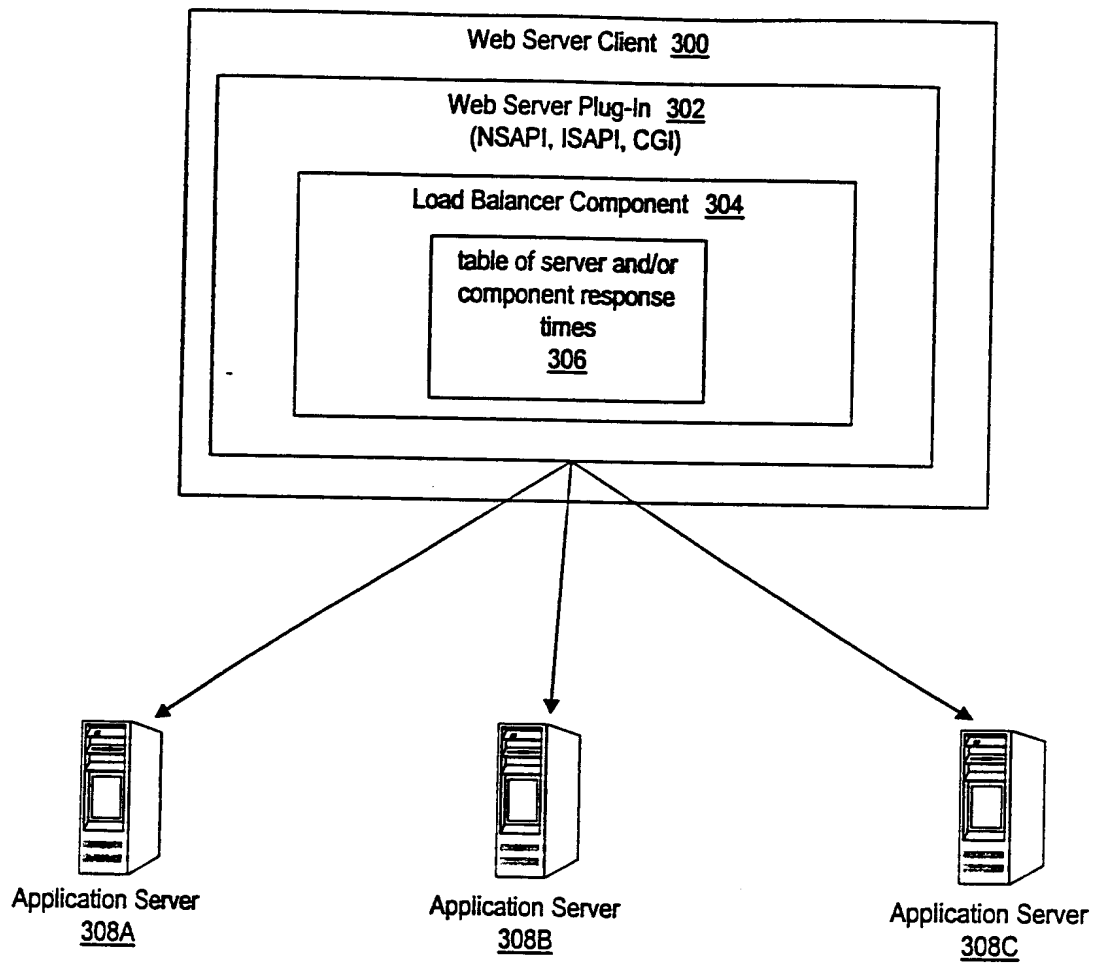 Web Server Client 300
Web Server Plug-In 302
(NSAPI, ISAPI, CGI)
Load Balancer Component 304
table of server and/or
component response
times
306
Application Server
308A
Application Server
308B
Application Server
308C